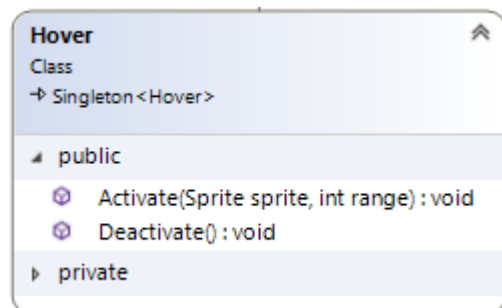 Hover
Class
Singleton<Hover>
public
Activate(Sprite sprite, int range) : void
Deactivate() : void
private